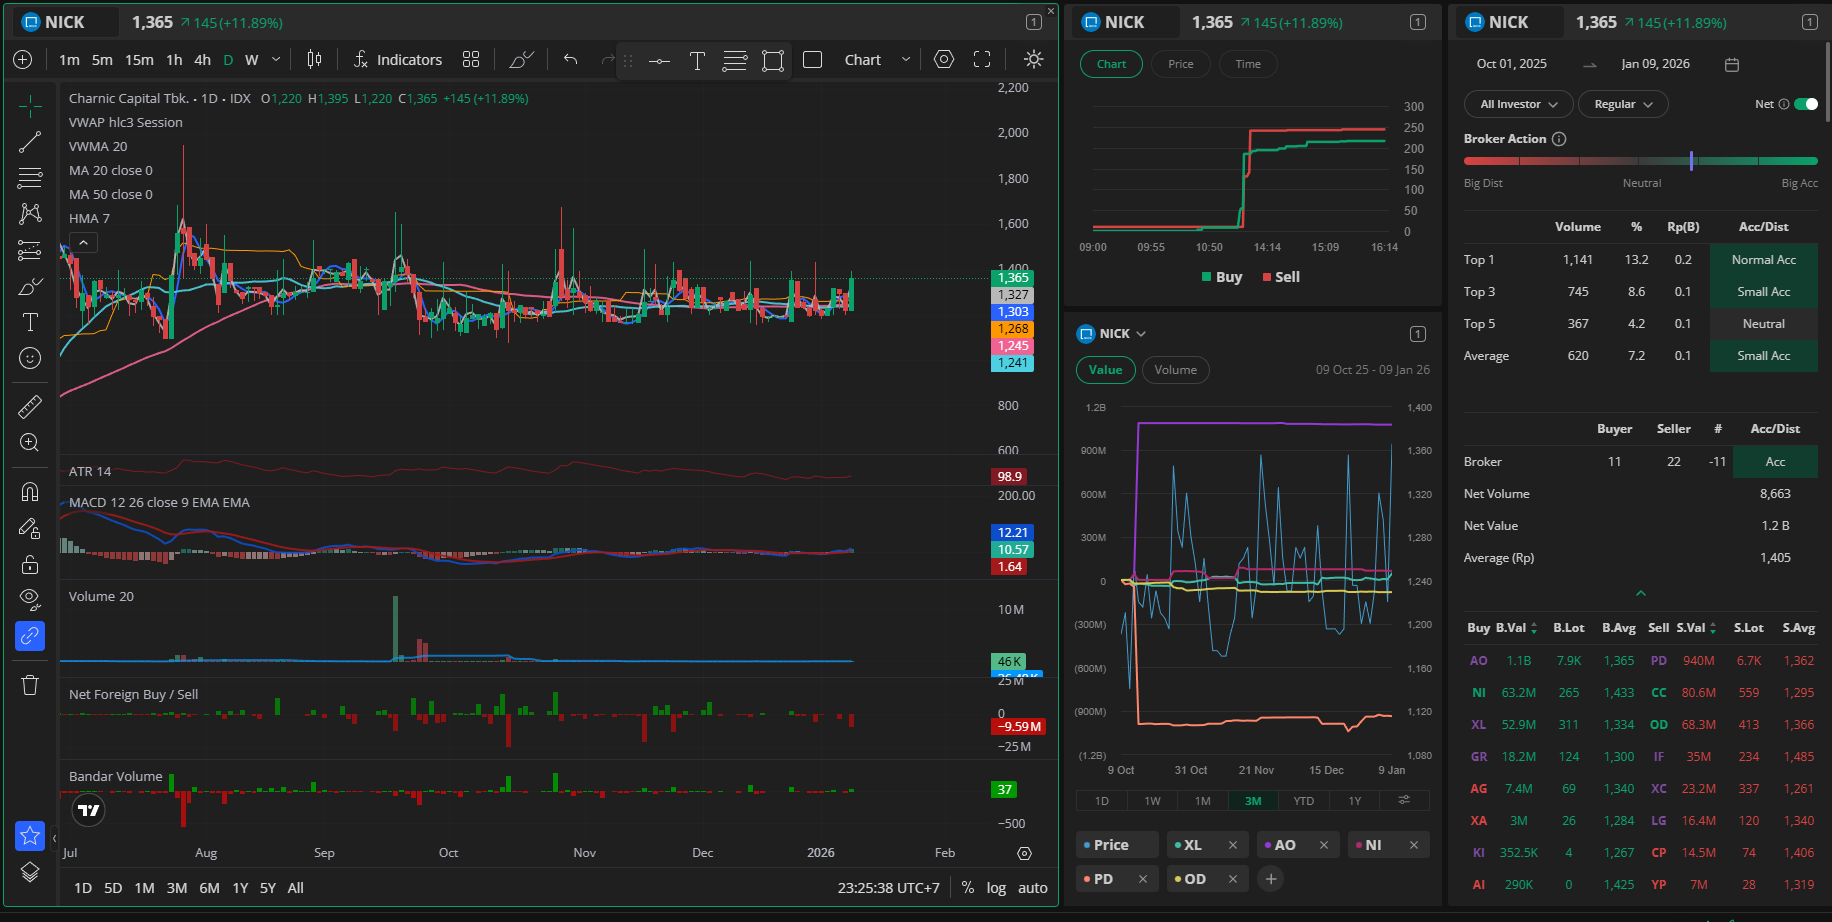 NICK 1,365 145 (+11.89%) 1
1m 5m 15m 1h 4h D W Indicators Chart
Charnic Capital Tbk. · 1D · IDX O1,220 H1,395 L1,220 C1,365 +145 (+11.89%)
VWAP hlc3 Session
VWMA 20
MA 20 close 0
MA 50 close 0
HMA 7
2,200
2,000
1,800
1,600
1,400
1,365
1,327
1,303
1,268
1,245
1,241
800
600
ATR 14
98.9
MACD 12 26 close 9 EMA EMA
200.00
12.21
10.57
1.64
Volume 20
10 M
46 K
25 M
Net Foreign Buy / Sell
0
−9.59 M
−25 M
Bandar Volume
37
−500
Jul Aug Sep Oct Nov Dec 2026 Feb
1D 5D 1M 3M 6M 1Y 5Y All 23:25:38 UTC+7 % log auto
NICK 1,365 145 (+11.89%) 1
Chart Price Time
300
250
200
150
100
50
0
09:00 09:55 10:50 14:14 15:09 16:14
Buy Sell
NICK 1
Value Volume 09 Oct 25 - 09 Jan 26
1.2B 1,400
900M 1,360
600M 1,320
300M 1,280
0 1,240
(300M) 1,200
(600M) 1,160
(900M) 1,120
(1.2B) 1,080
9 Oct 31 Oct 21 Nov 15 Dec 9 Jan
1D 1W 1M 3M YTD 1Y
Price XL AO NI
PD OD
NICK 1,365 145 (+11.89%) 1
Oct 01, 2025 Jan 09, 2026
All Investor Regular Net
Broker Action
Big Dist Neutral Big Acc
Volume % Rp(B) Acc/Dist
Top 1 1,141 13.2 0.2 Normal Acc
Top 3 745 8.6 0.1 Small Acc
Top 5 367 4.2 0.1 Neutral
Average 620 7.2 0.1 Small Acc
Buyer Seller # Acc/Dist
Broker 11 22 -11 Acc
Net Volume 8,663
Net Value 1.2 B
Average (Rp) 1,405
Buy B.Val B.Lot B.Avg Sell S.Val S.Lot S.Avg
AO 1.1B 7.9K 1,365 PD 940M 6.7K 1,362
NI 63.2M 265 1,433 CC 80.6M 559 1,295
XL 52.9M 311 1,334 OD 68.3M 413 1,366
GR 18.2M 124 1,300 IF 35M 234 1,485
AG 7.4M 69 1,340 XC 23.2M 337 1,261
XA 3M 26 1,284 LG 16.4M 120 1,340
KI 352.5K 4 1,267 CP 14.5M 74 1,406
AI 290K 0 1,425 YP 7M 28 1,319